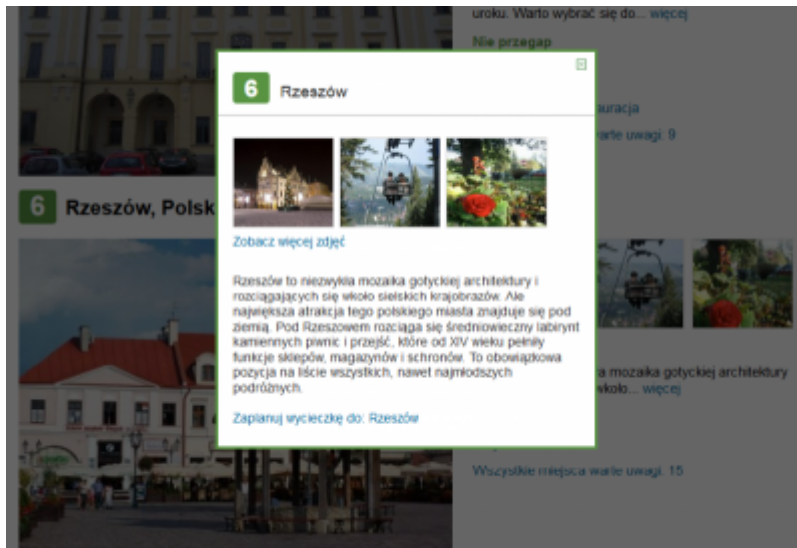 uroku. Warto wybrać się do... więcej
Nie przegap
6 Rzeszów
auracja
arte uwagi: 9
6 Rzeszów, Polsk
Zobacz więcej zdjęć
Rzeszów to niezwykła mozaika gotyckiej architektury i
rozciągających się wkoło sielskich krajobrazów. Ale
największa atrakcja tego polskiego miasta znajduje się pod
ziemią. Pod Rzeszowem rozciąga się średniowieczny labirynt
kamiennych piwnic i przejść, które od XIV wieku pełniły
funkcje sklepów, magazynów i schronów. To obowiązkowa
pozycja na liście wszystkich, nawet najmłodszych
podróżnych.
Zaplanuj wycieczkę do: Rzeszów
a mozaika gotyckiej architektury
wkoło... więcej
Wszystkie miejsca warte uwagi: 15